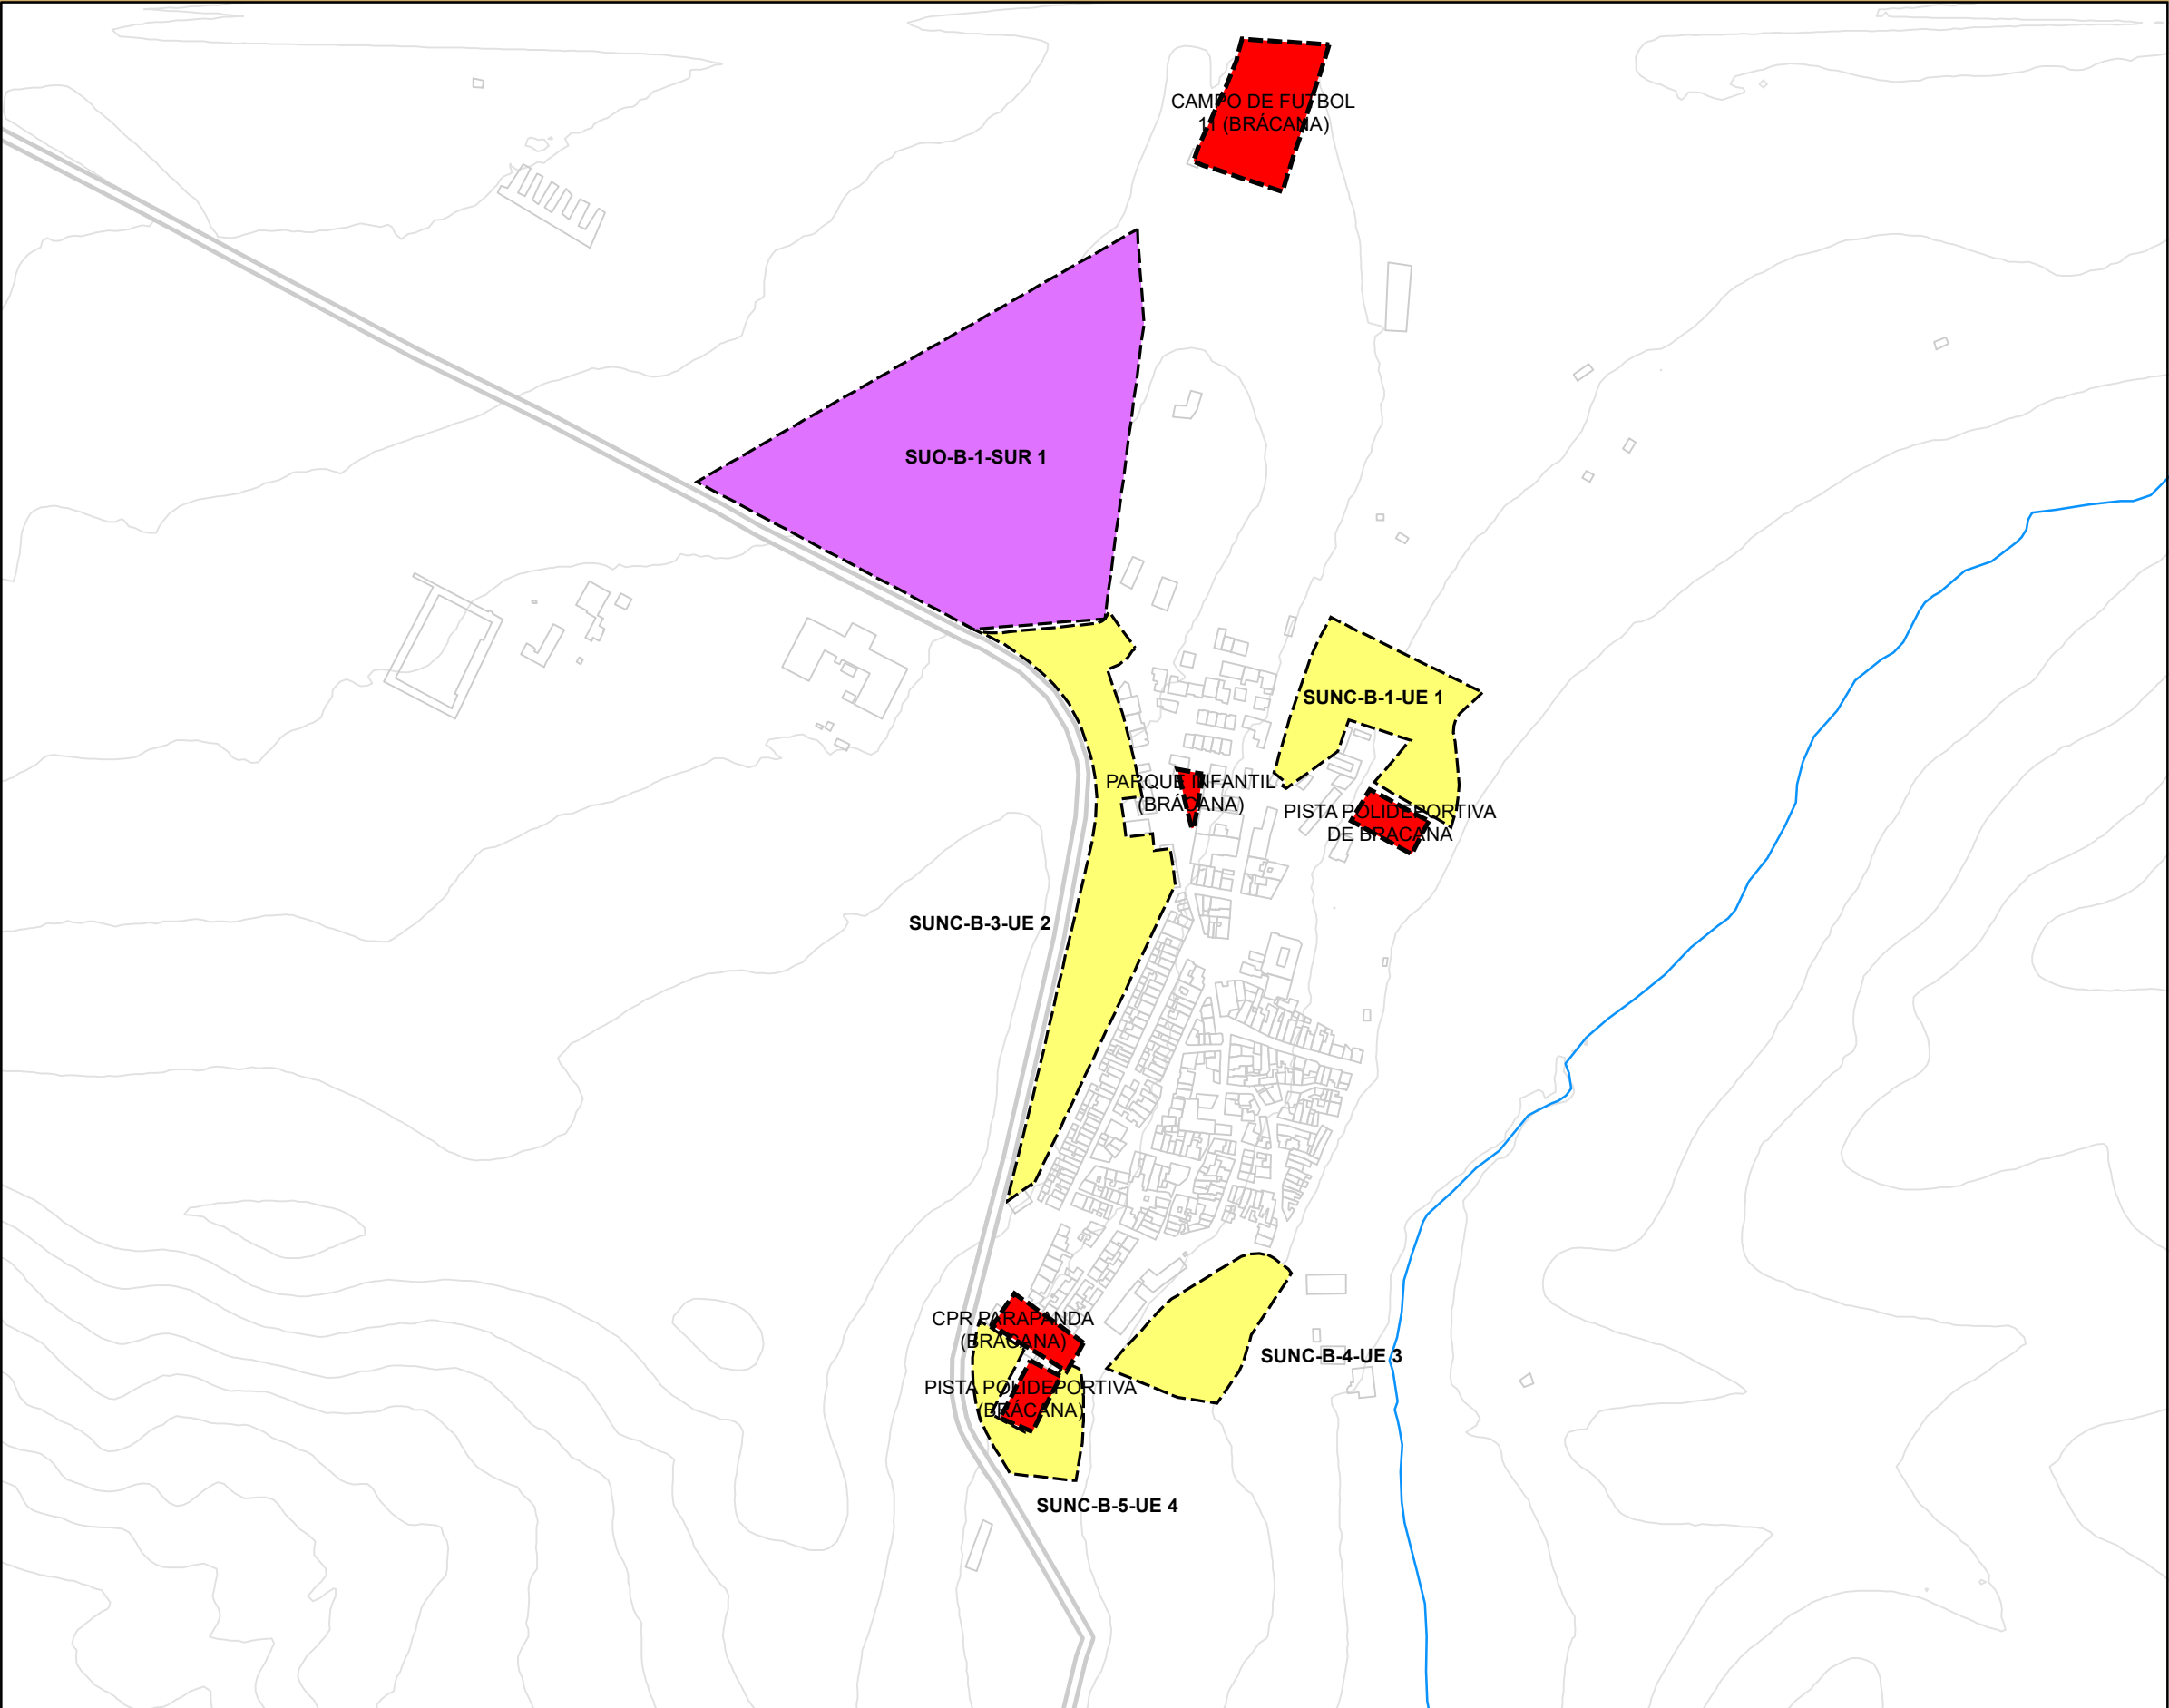 CAMPO DE FUTBOL
11 (BRÁCANA)
SUO-B-1-SUR 1
SUNC-B-1-UE 1
PARQUE INFANTIL
(BRÁCANA)
PISTA POLIDEPORTIVA
DE BRACANA
SUNC-B-3-UE 2
CPR PARAPANDA
(BRÁCANA)
SUNC-B-4-UE 3
PISTA POLIDEPORTIVA
(BRÁCANA)
SUNC-B-5-UE 4